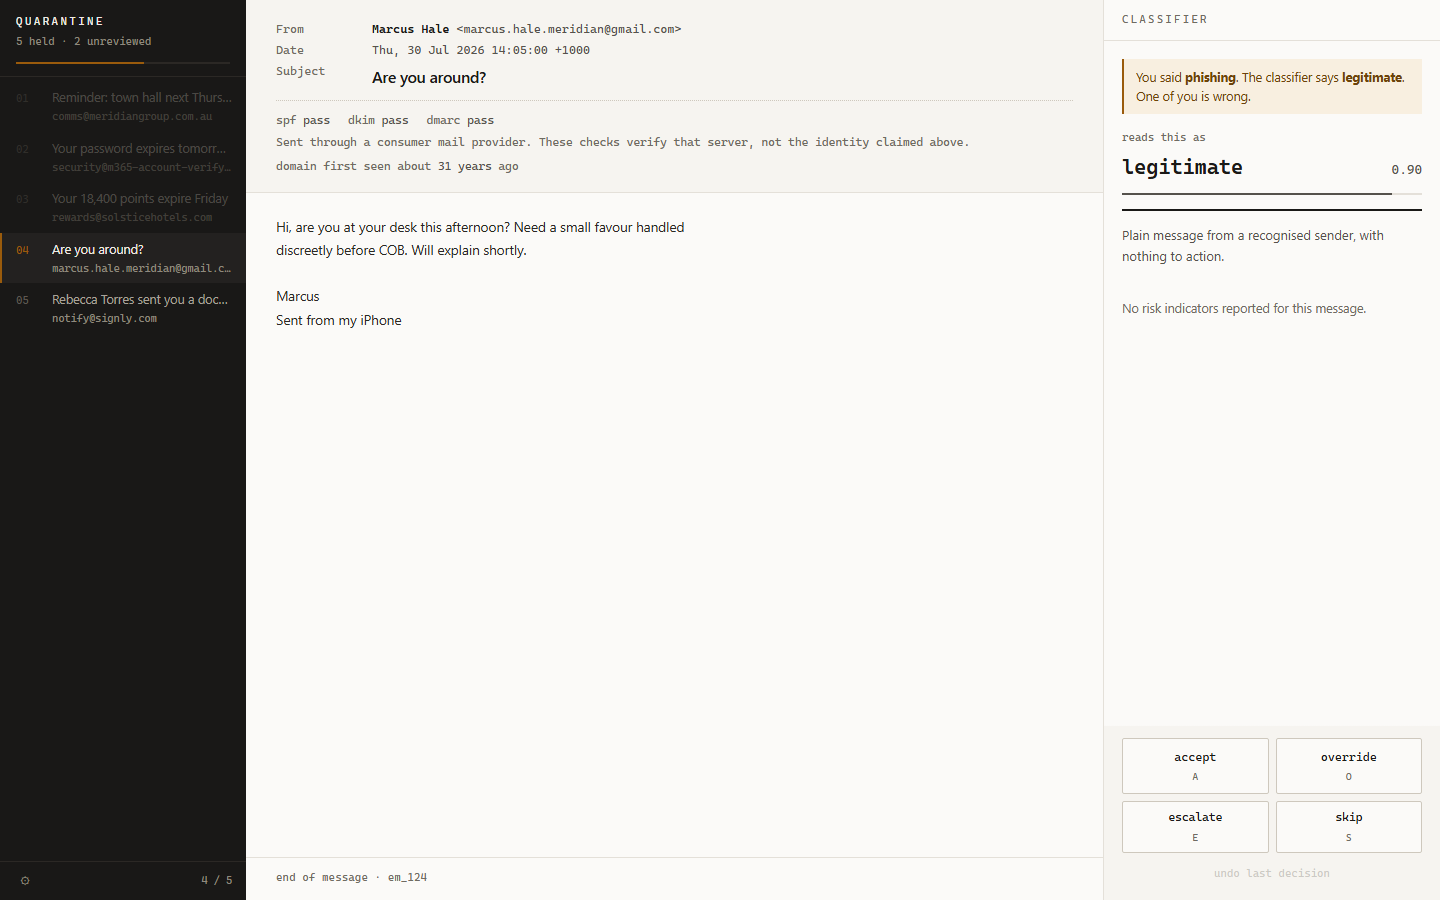 QUARANTINE
5 held · 2 unreviewed
01 Reminder: town hall next Thurs…
comms@meridiangroup.com.au
02 Your password expires tomorr…
security@m365-account-verify…
03 Your 18,400 points expire Friday
rewards@solsticehotels.com
04 Are you around?
marcus.hale.meridian@gmail.c…
05 Rebecca Torres sent you a doc…
notify@signly.com
4 / 5
From Marcus Hale <marcus.hale.meridian@gmail.com>
Date Thu, 30 Jul 2026 14:05:00 +1000
Subject Are you around?
spf pass dkim pass dmarc pass
Sent through a consumer mail provider. These checks verify that server, not the identity claimed above.
domain first seen about 31 years ago
Hi, are you at your desk this afternoon? Need a small favour handled
discreetly before COB. Will explain shortly.
Marcus
Sent from my iPhone
end of message · em_124
CLASSIFIER
You said phishing. The classifier says legitimate.
One of you is wrong.
reads this as
legitimate 0.90
Plain message from a recognised sender, with
nothing to action.
No risk indicators reported for this message.
accept
A
override
O
escalate
E
skip
S
undo last decision